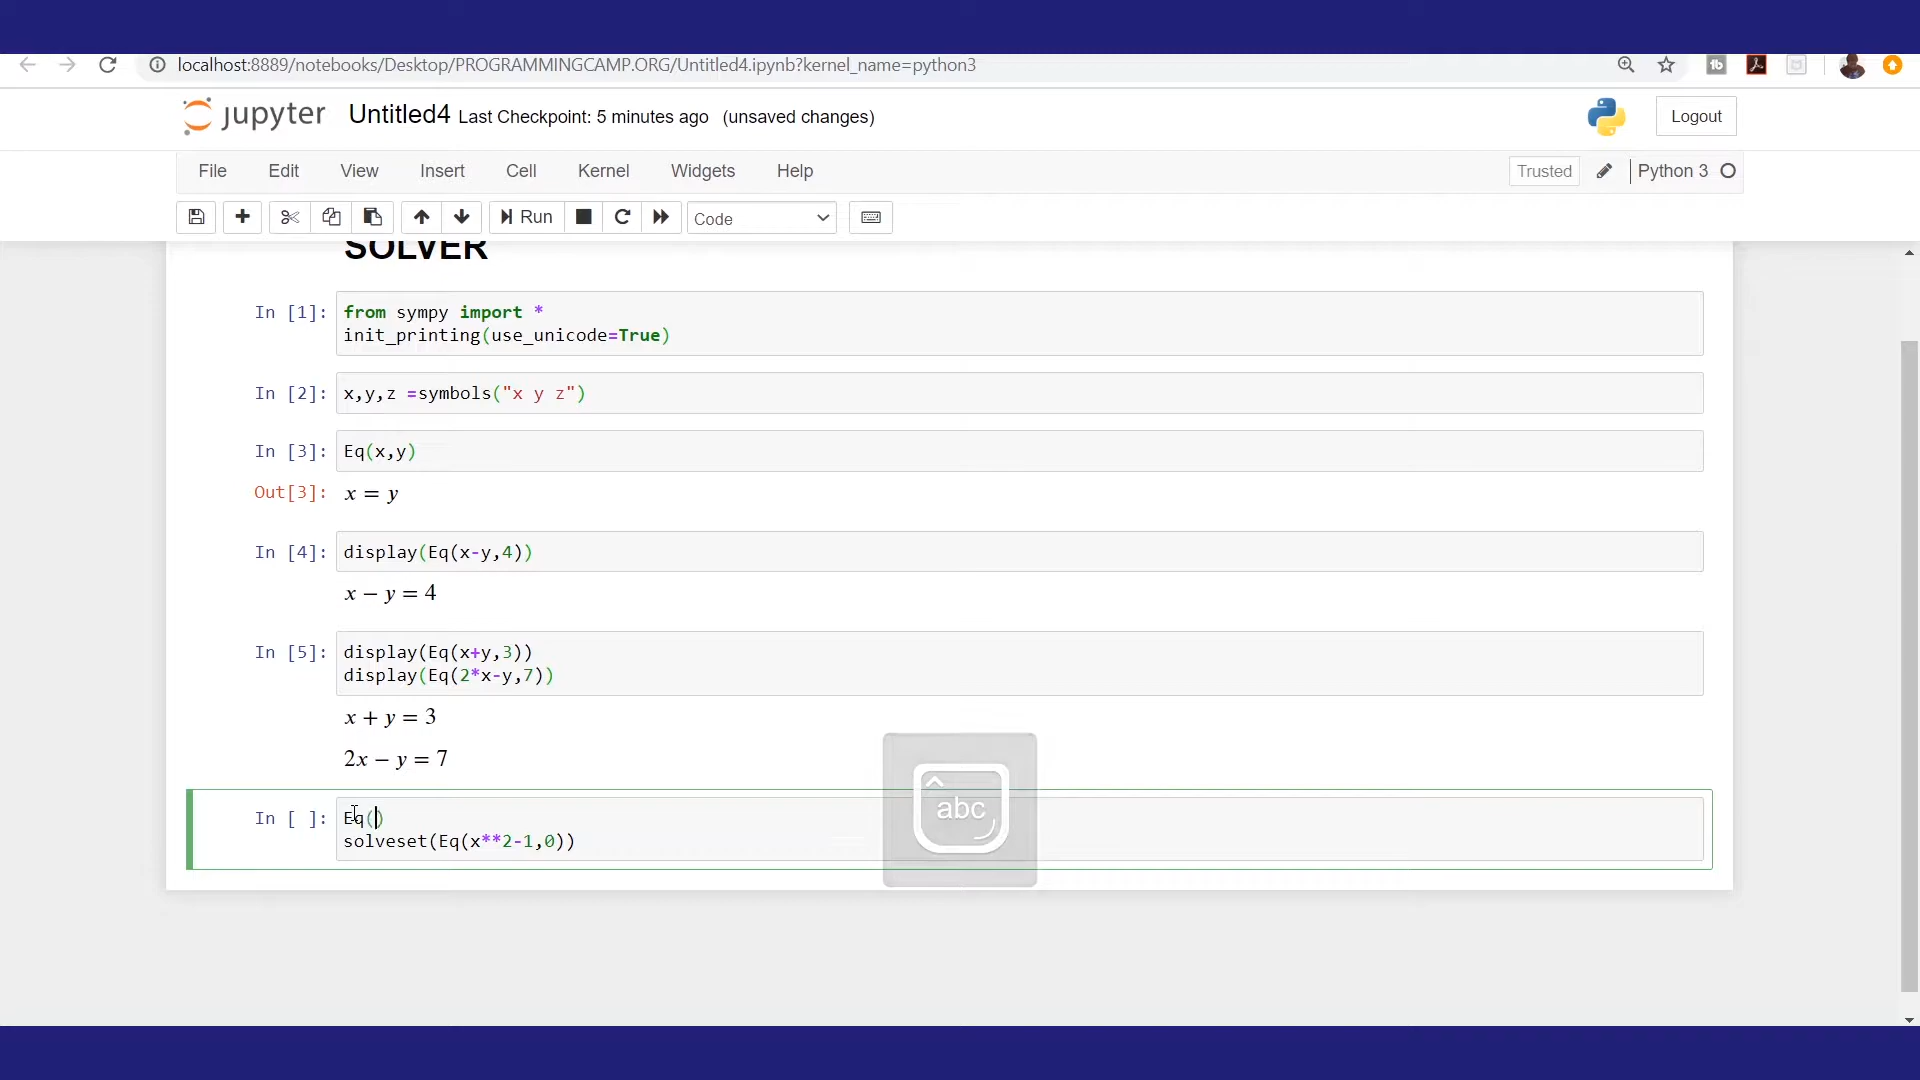 localhost:8889/notebooks/Desktop/PROGRAMMINGCAMP.ORG/Untitled4.ipynb?kernel_name=python3
jupyter Untitled4 Last Checkpoint: 5 minutes ago (unsaved changes)
Logout
File Edit View Insert Cell Kernel Widgets Help
Trusted Python 3
Run Code
SOLVER
In [1]: from sympy import *
init_printing(use_unicode=True)
In [2]: x,y,z =symbols("x y z")
In [3]: Eq(x,y)
Out[3]: x = y
In [4]: display(Eq(x-y,4))
x − y = 4
In [5]: display(Eq(x+y,3))
display(Eq(2*x-y,7))
x + y = 3
2x − y = 7
In [ ]: Eq()
solveset(Eq(x**2-1,0))
abc